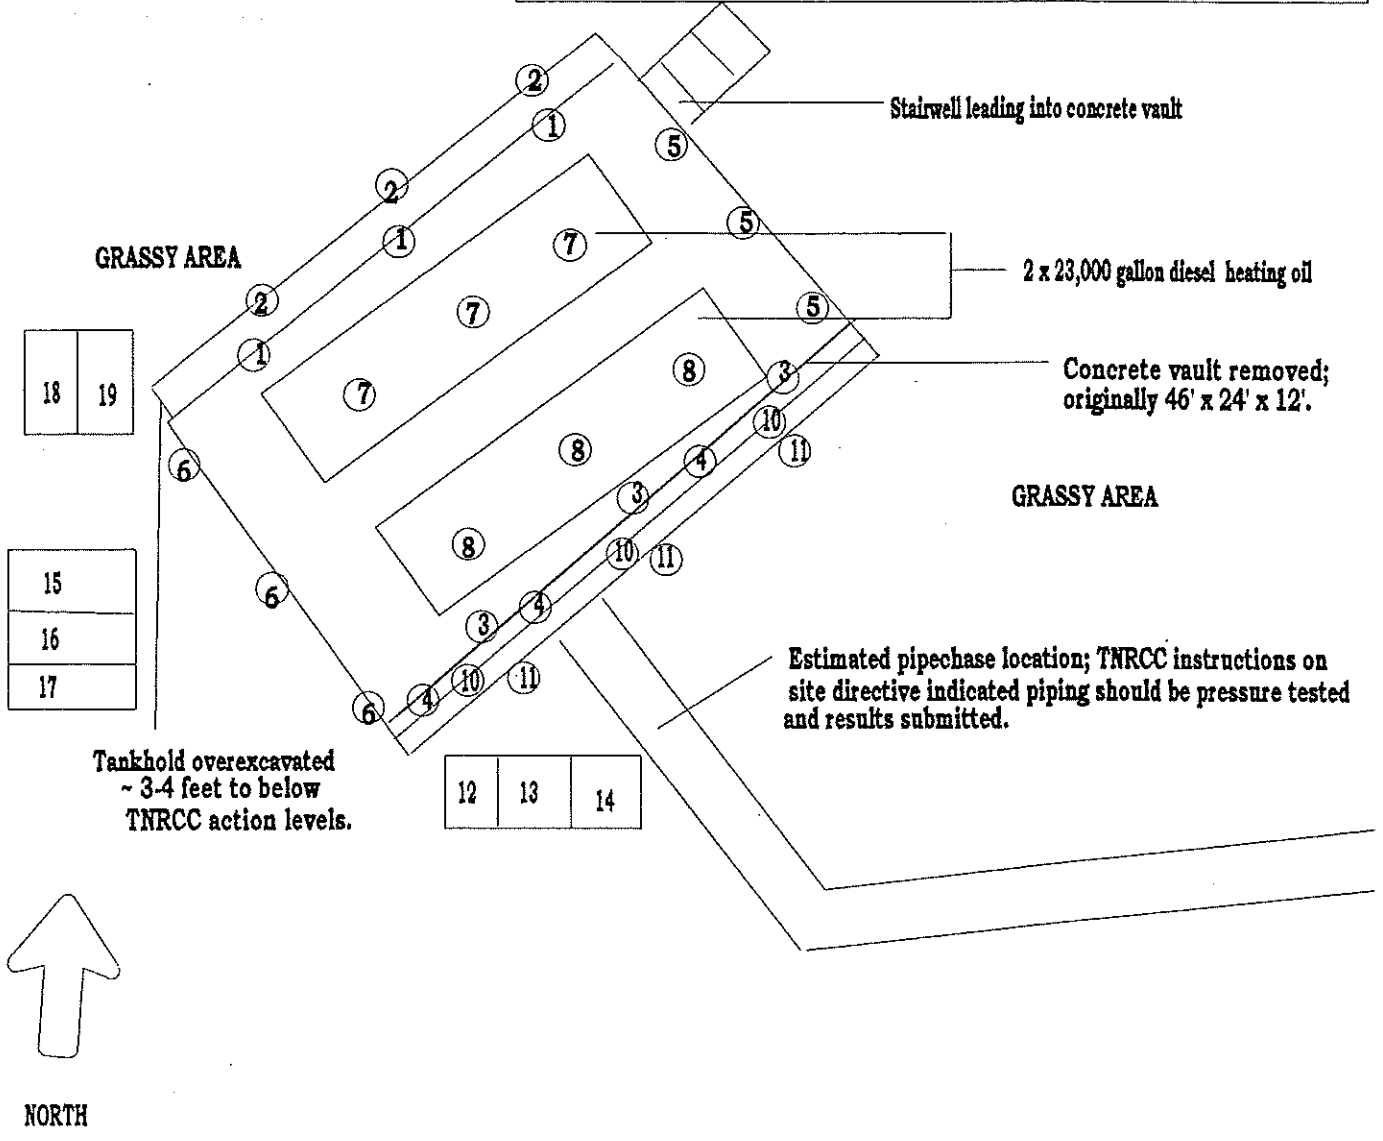 2
1
Stairwell leading into concrete vault
5
2
5
7
1
GRASSY AREA
2 x 23,000 gallon diesel heating oil
2
7
5
1
18
19
7
8
3
Concrete vault removed;
originally 46' x 24' x 12'.
10
6
8
4
11
GRASSY AREA
3
8
10
11
15
6
4
3
16
Estimated pipechase location; TNRCC instructions on
site directive indicated piping should be pressure tested
and results submitted.
17
10
11
6
4
Tankhold overexcavated
~ 3-4 feet to below
TNRCC action levels.
12
13
14
NORTH